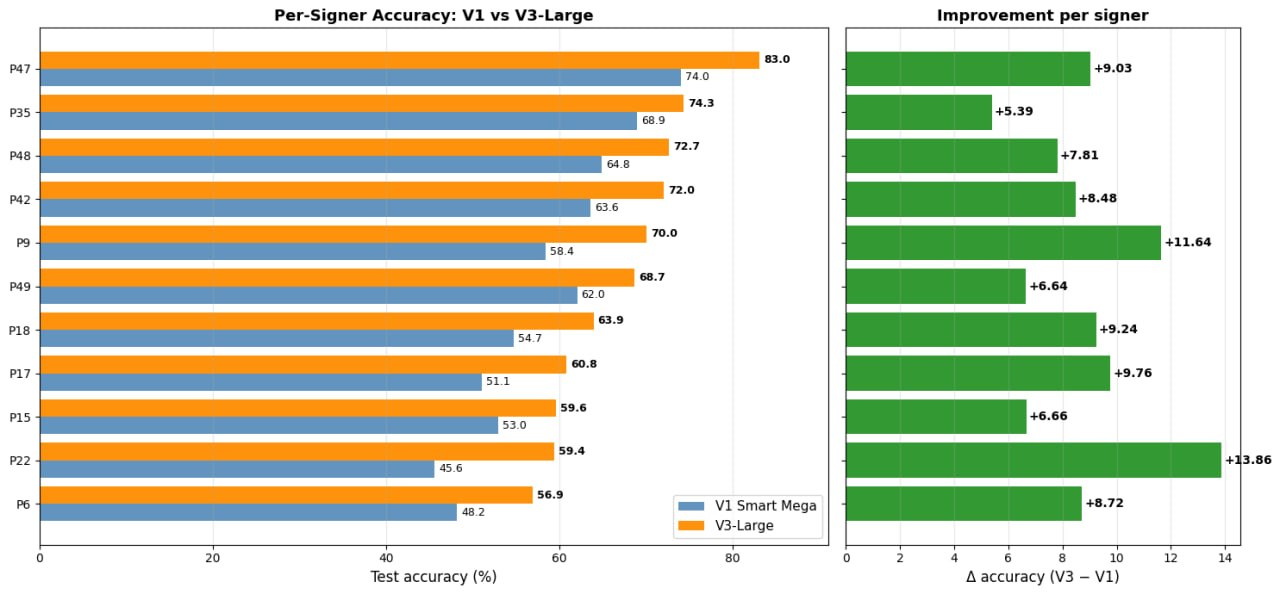 Per-Signer Accuracy: V1 vs V3-Large
P47
83.0
74.0
P35
74.3
68.9
P48
72.7
64.8
P42
72.0
63.6
P9
70.0
58.4
P49
68.7
62.0
P18
63.9
54.7
P17
60.8
51.1
P15
59.6
53.0
P22
59.4
45.6
P6
56.9
48.2
V1 Smart Mega
V3-Large
0 20 40 60 80
Test accuracy (%)
Improvement per signer
+9.03
+5.39
+7.81
+8.48
+11.64
+6.64
+9.24
+9.76
+6.66
+13.86
+8.72
0 2 4 6 8 10 12 14
Δ accuracy (V3 − V1)